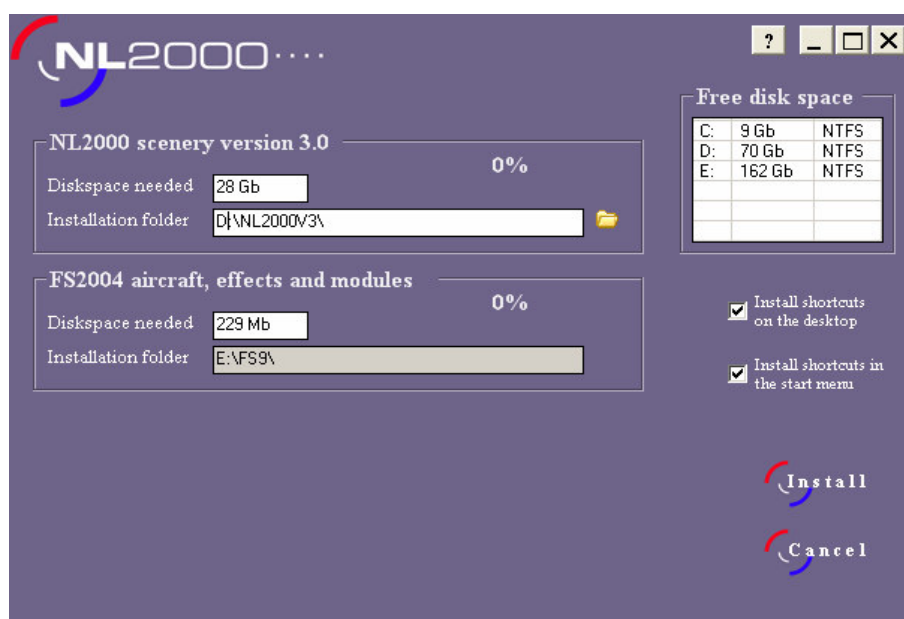 NL2000
?
Free disk space
C: 9 Gb NTFS
D: 70 Gb NTFS
E: 162 Gb NTFS
NL2000 scenery version 3.0
0%
Diskspace needed 28 Gb
Installation folder D:\NL2000V3\
FS2004 aircraft, effects and modules
0%
Diskspace needed 229 Mb
Installation folder E:\FS9\
Install shortcuts
on the desktop
Install shortcuts in
the start menu
Install
Cancel